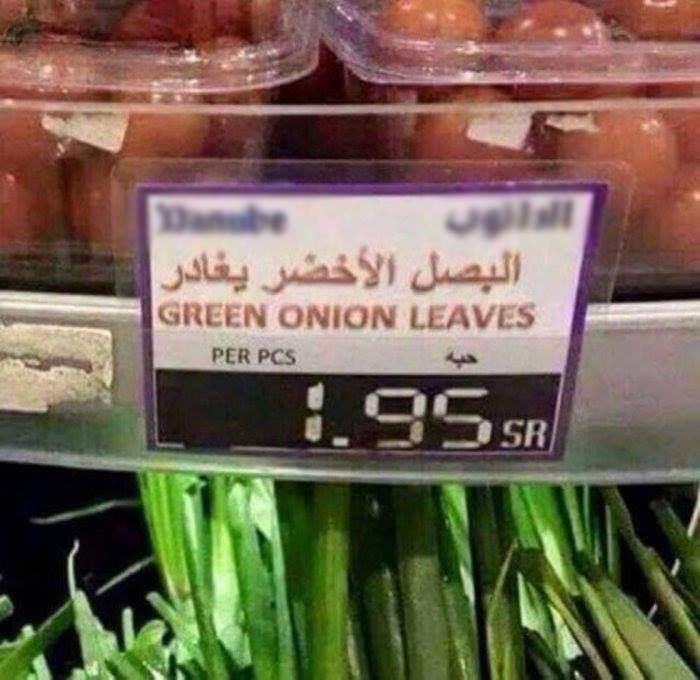 البصل الأخضر يغادر
GREEN ONION LEAVES
PER PCS حبه
1.95 SR